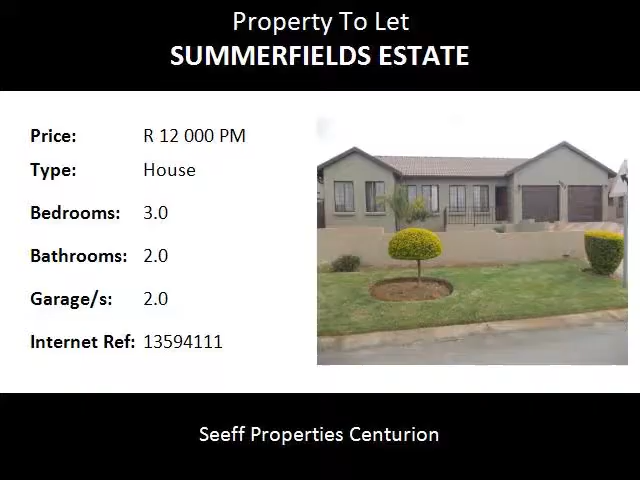 Property To Let
SUMMERFIELDS ESTATE
Price: R 12 000 PM
Type: House
Bedrooms: 3.0
Bathrooms: 2.0
Garage/s: 2.0
Internet Ref: 13594111
Seeff Properties Centurion